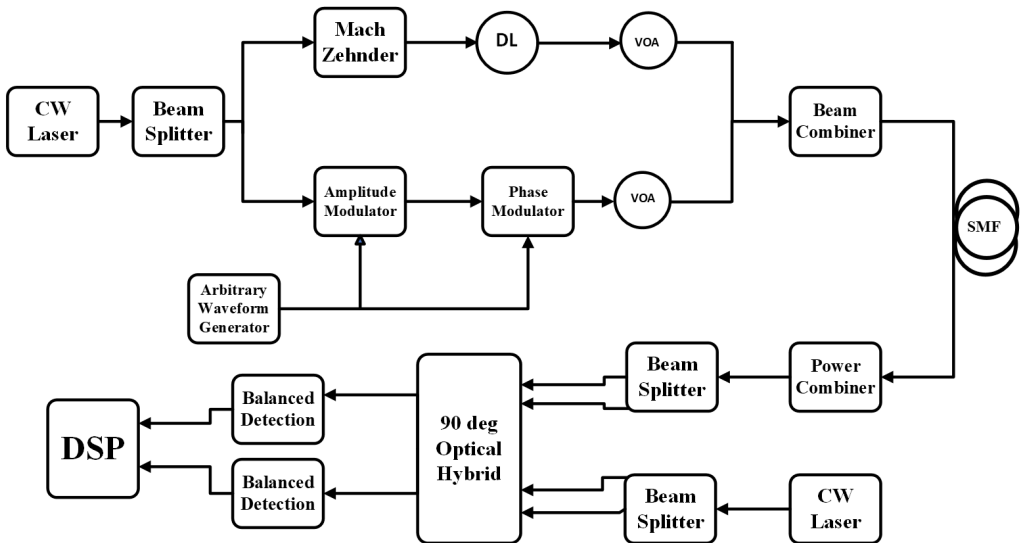 Mach
Zehnder
DL
VOA
CW
Laser
Beam
Splitter
Beam
Combiner
Amplitude
Modulator
Phase
Modulator
VOA
SMF
Arbitrary
Waveform
Generator
Beam
Splitter
Power
Combiner
Balanced
Detection
90 deg
Optical
Hybrid
DSP
Balanced
Detection
Beam
Splitter
CW
Laser